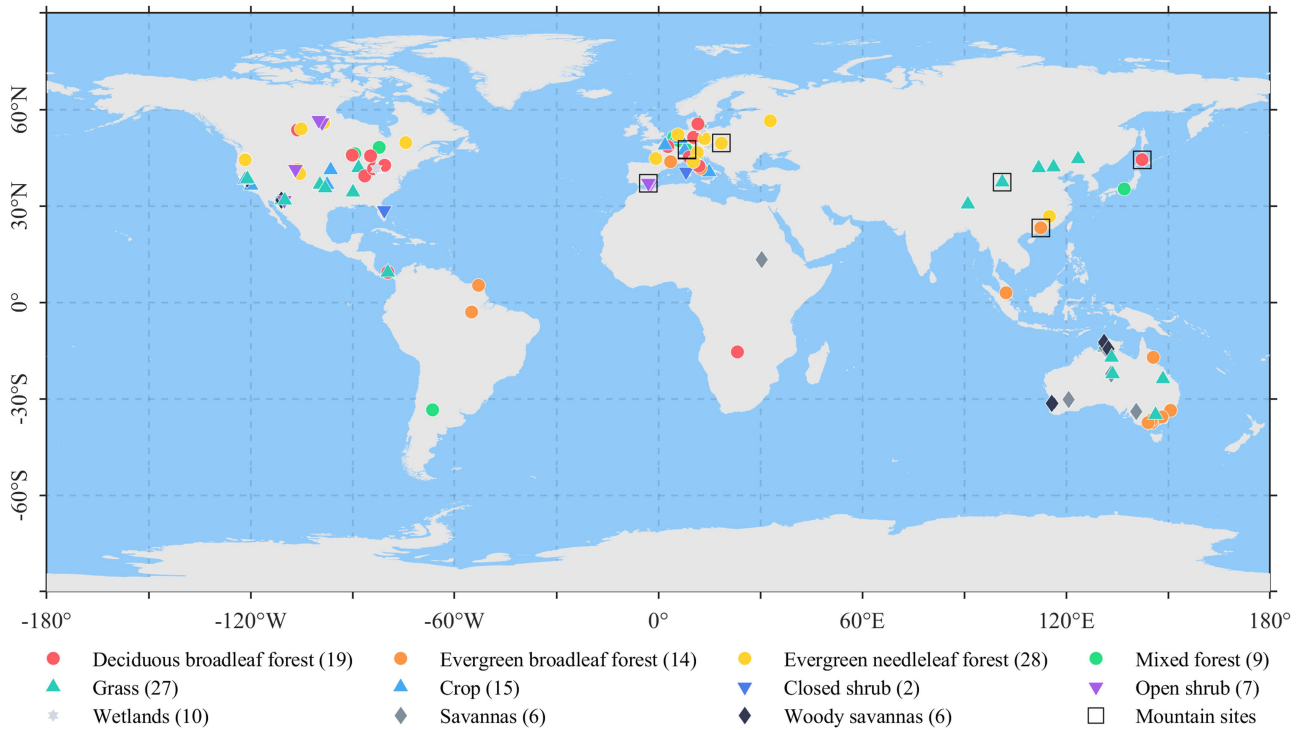 60°N
30°N
0°
-30°S
-60°S
-180°
-120°W
-60°W
0°
60°E
120°E
180°
Deciduous broadleaf forest (19)
Evergreen broadleaf forest (14)
Evergreen needleleaf forest (28)
Mixed forest (9)
Grass (27)
Crop (15)
Closed shrub (2)
Open shrub (7)
Wetlands (10)
Savannas (6)
Woody savannas (6)
Mountain sites